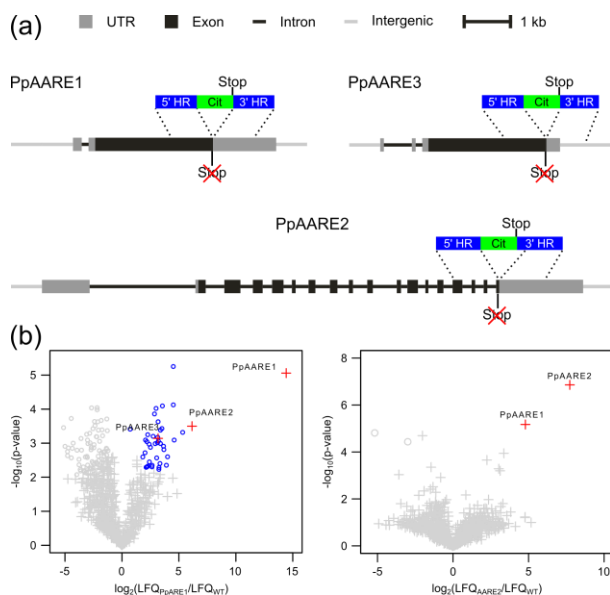 (a)
UTR Exon Intron Intergenic 1 kb
PpAARE1
Stop
5' HR Cit 3' HR
Stop
PpAARE3
Stop
5' HR Cit 3' HR
Stop
PpAARE2
Stop
5' HR Cit 3' HR
Stop
(b)
-log10(p-value)
5
4
3
2
1
0
PpAARE1
PpAARE2
PpAARE3
-5 0 5 10 15
log2(LFQPpAARE1/LFQWT)
-log10(p-value)
8
6
4
2
0
PpAARE2
PpAARE1
-5 0 5 10
log2(LFQAARE2/LFQWT)